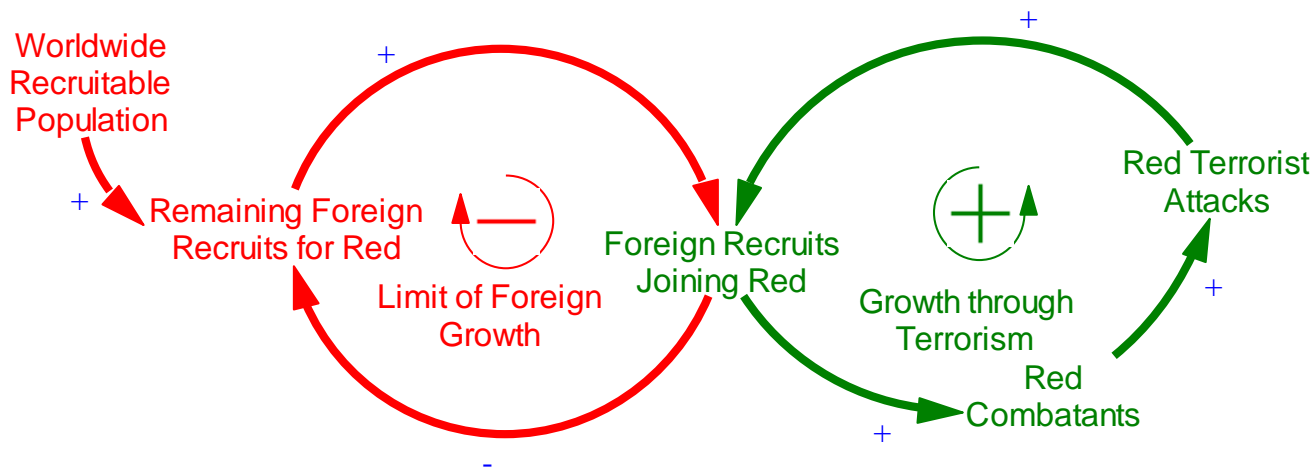 Worldwide
Recruitable
Population
+
+
Remaining Foreign
Recruits for Red
Limit of Foreign
Growth
-
Foreign Recruits
Joining Red
+
Red Terrorist
Attacks
Growth through
Terrorism
+
Red
Combatants
+